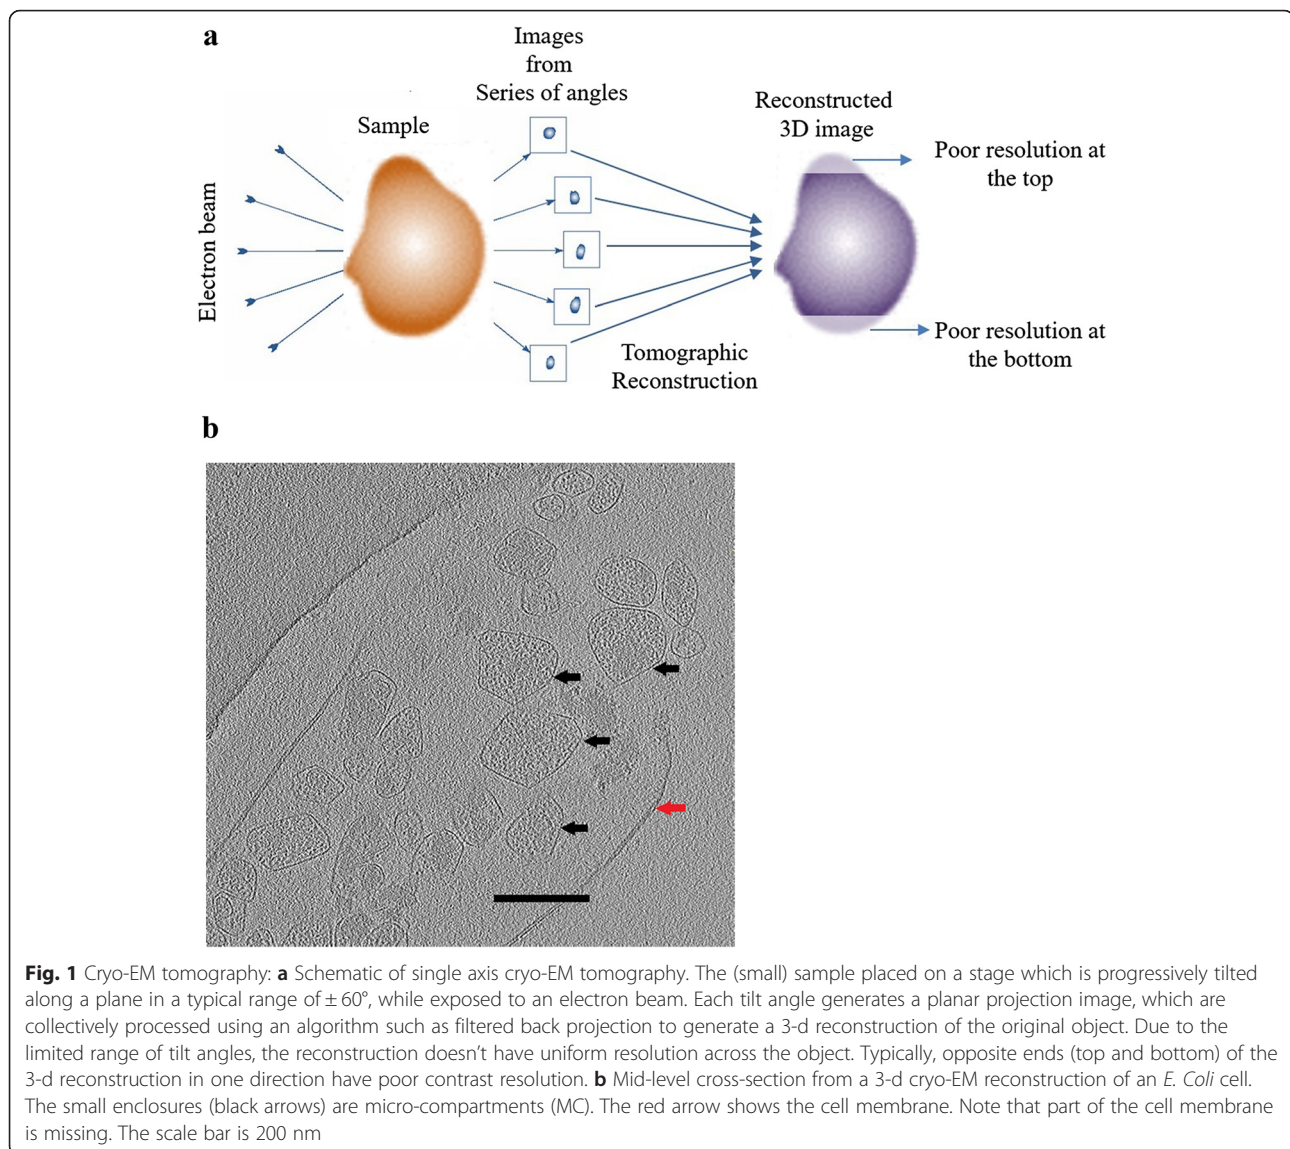 a
Images
from
Series of angles
Sample
Reconstructed
3D image
Electron beam
Poor resolution at
the top
Poor resolution at
the bottom
Tomographic
Reconstruction
b
Fig. 1 Cryo-EM tomography: a Schematic of single axis cryo-EM tomography. The (small) sample placed on a stage which is progressively tilted
along a plane in a typical range of ± 60°, while exposed to an electron beam. Each tilt angle generates a planar projection image, which are
collectively processed using an algorithm such as filtered back projection to generate a 3-d reconstruction of the original object. Due to the
limited range of tilt angles, the reconstruction doesn't have uniform resolution across the object. Typically, opposite ends (top and bottom) of the
3-d reconstruction in one direction have poor contrast resolution. b Mid-level cross-section from a 3-d cryo-EM reconstruction of an E. Coli cell.
The small enclosures (black arrows) are micro-compartments (MC). The red arrow shows the cell membrane. Note that part of the cell membrane
is missing. The scale bar is 200 nm